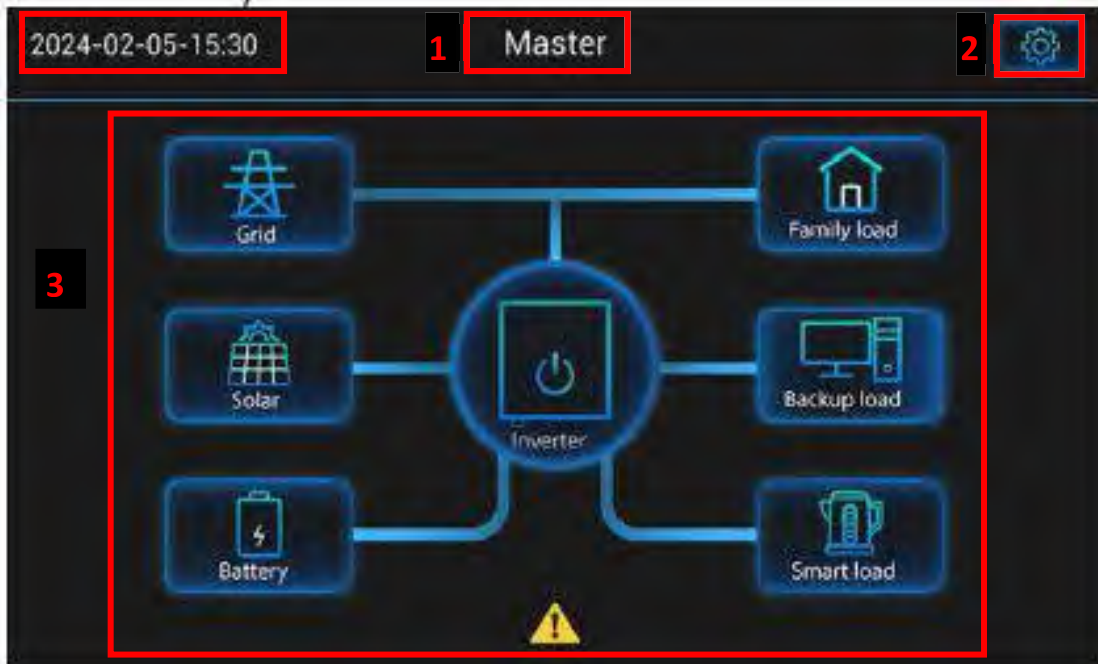 2024-02-05-15:30
1
Master
2
Grid
Family load
3
Solar
Inverter
Backup load
Battery
Smart load